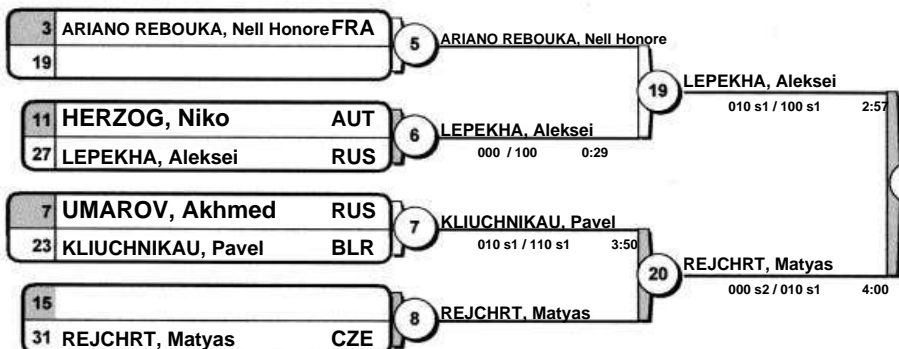 3 ARIANO REBOUKA, Nell Honore FRA
19
5
ARIANO REBOUKA, Nell Honore
11 HERZOG, Niko AUT
27 LEPEKHA, Aleksei RUS
6
LEPEKHA, Aleksei
000 / 100 0:29
19
LEPEKHA, Aleksei
010 s1 / 100 s1 2:57
7 UMAROV, Akhmed RUS
23 KLIUCHNIKAU, Pavel BLR
7
KLIUCHNIKAU, Pavel
010 s1 / 110 s1 3:50
15
31 REJCHRT, Matyas CZE
8
REJCHRT, Matyas
20
REJCHRT, Matyas
000 s2 / 010 s1 4:00